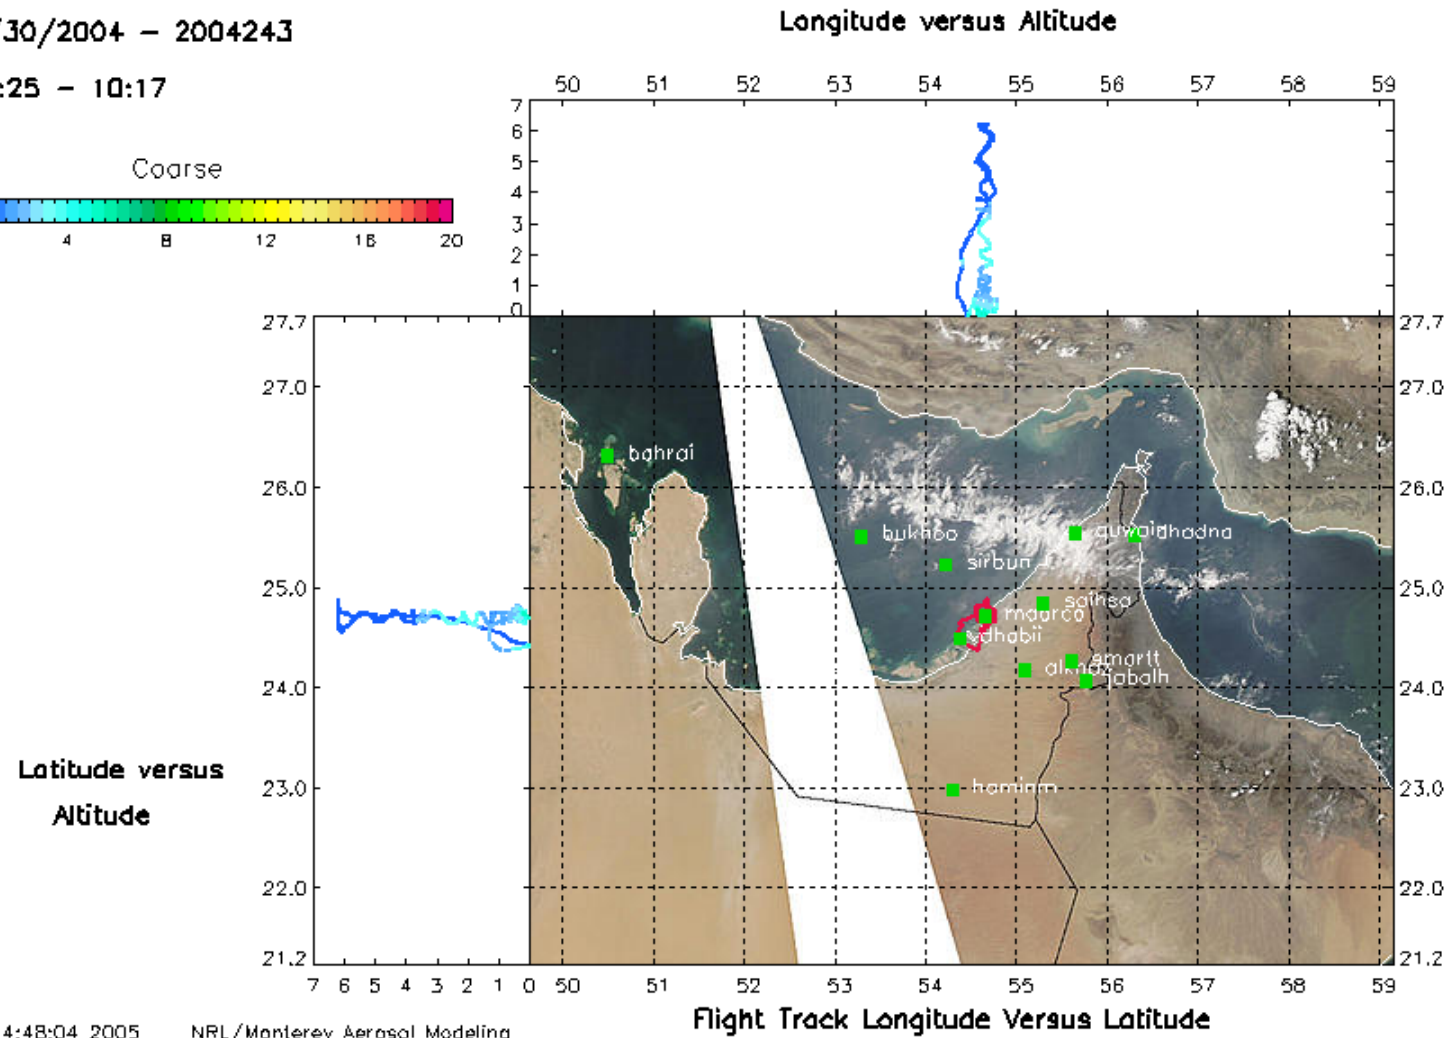 /30/2004 - 2004243
Longitude versus Altitude
:25 - 10:17
50 51 52 53 54 55 56 57 58 59
7
6
5
4
3
2
1
0
Coarse
4 8 12 16 20
27.7 27.7
27.0 27.0
26.0 26.0
25.0 25.0
24.0 24.0
23.0 23.0
22.0 22.0
21.2 21.2
bahrai
bukhoo
quwain
dhadna
sirbun
saihsa
maarco
dhabii
smart1
alkhaz
jabalh
hamimm
Latitude versus
Altitude
7 6 5 4 3 2 1 0 50 51 52 53 54 55 56 57 58 59
Flight Track Longitude Versus Latitude
4:48:04 2005 NRL/Monterey Aerosol Modeling